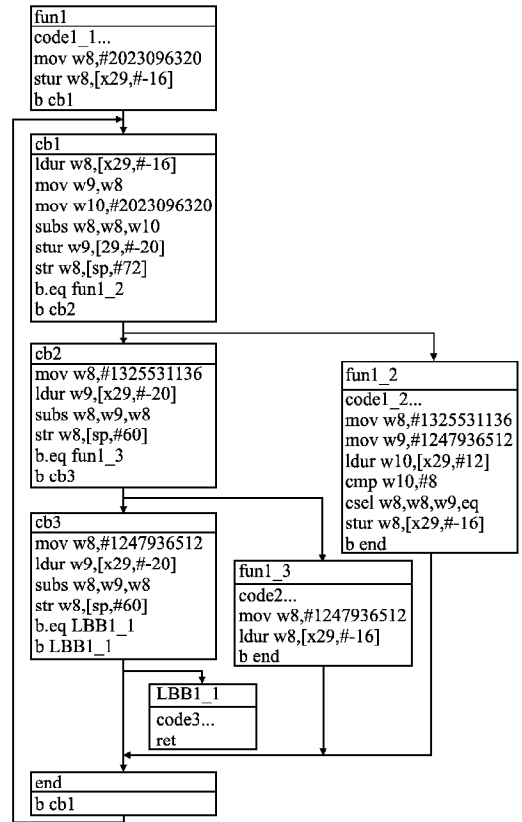 fun1
code1_1...
mov w8,#2023096320
stur w8,[x29,#-16]
b cb1
cb1
ldur w8,[x29,#-16]
mov w9,w8
mov w10,#2023096320
subs w8,w8,w10
stur w9,[29,#-20]
str w8,[sp,#72]
b.eq fun1_2
b cb2
cb2
mov w8,#1325531136
ldur w9,[x29,#-20]
subs w8,w9,w8
str w8,[sp,#60]
b.eq fun1_3
b cb3
fun1_2
code1_2...
mov w8,#1325531136
mov w9,#1247936512
ldur w10,[x29,#12]
cmp w10,#8
csel w8,w8,w9,eq
stur w8,[x29,#-16]
b end
cb3
mov w8,#1247936512
ldur w9,[x29,#-20]
subs w8,w9,w8
str w8,[sp,#60]
b.eq LBB1_1
b LBB1_1
fun1_3
code2...
mov w8,#1247936512
ldur w8,[x29,#-16]
b end
LBB1_1
code3...
ret
end
b cb1